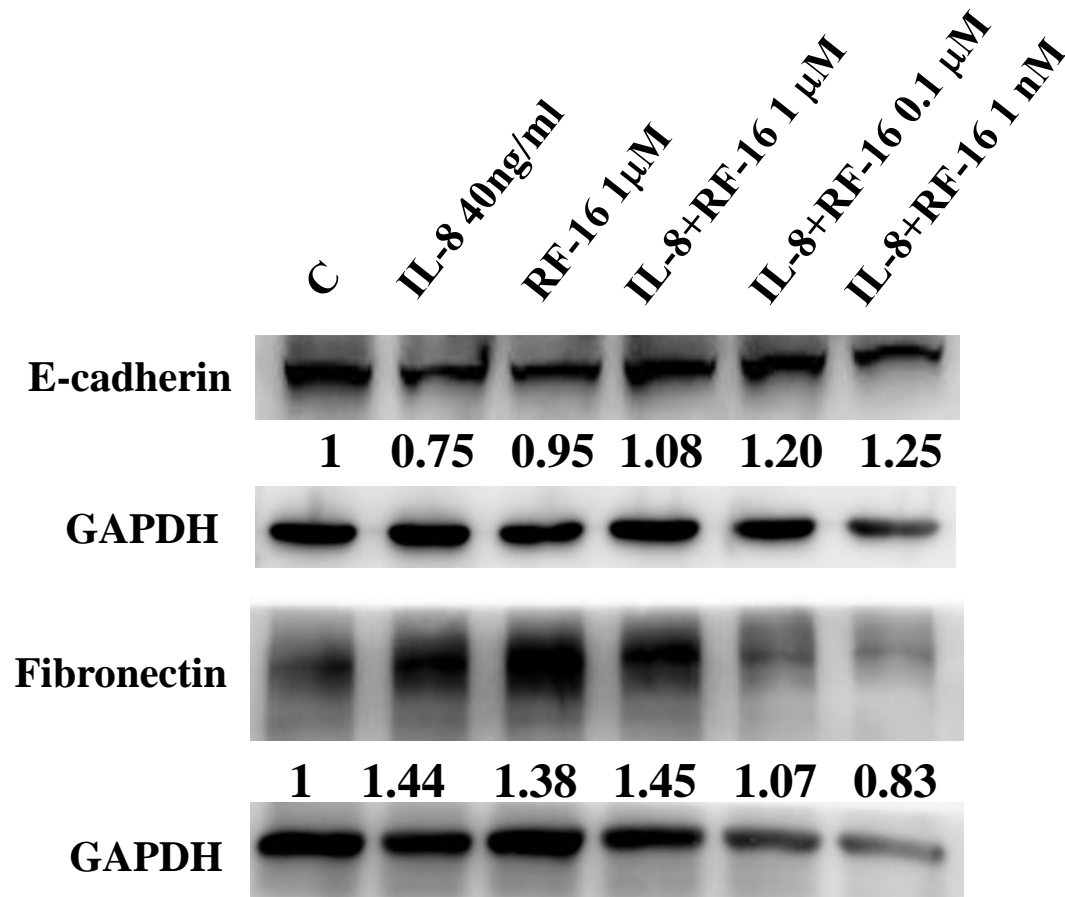 C
IL-8 40ng/ml
RF-16 1μM
IL-8+RF-16 1 μM
IL-8+RF-16 0.1 μM
IL-8+RF-16 1 nM
E-cadherin
1 0.75 0.95 1.08 1.20 1.25
GAPDH
Fibronectin
1 1.44 1.38 1.45 1.07 0.83
GAPDH